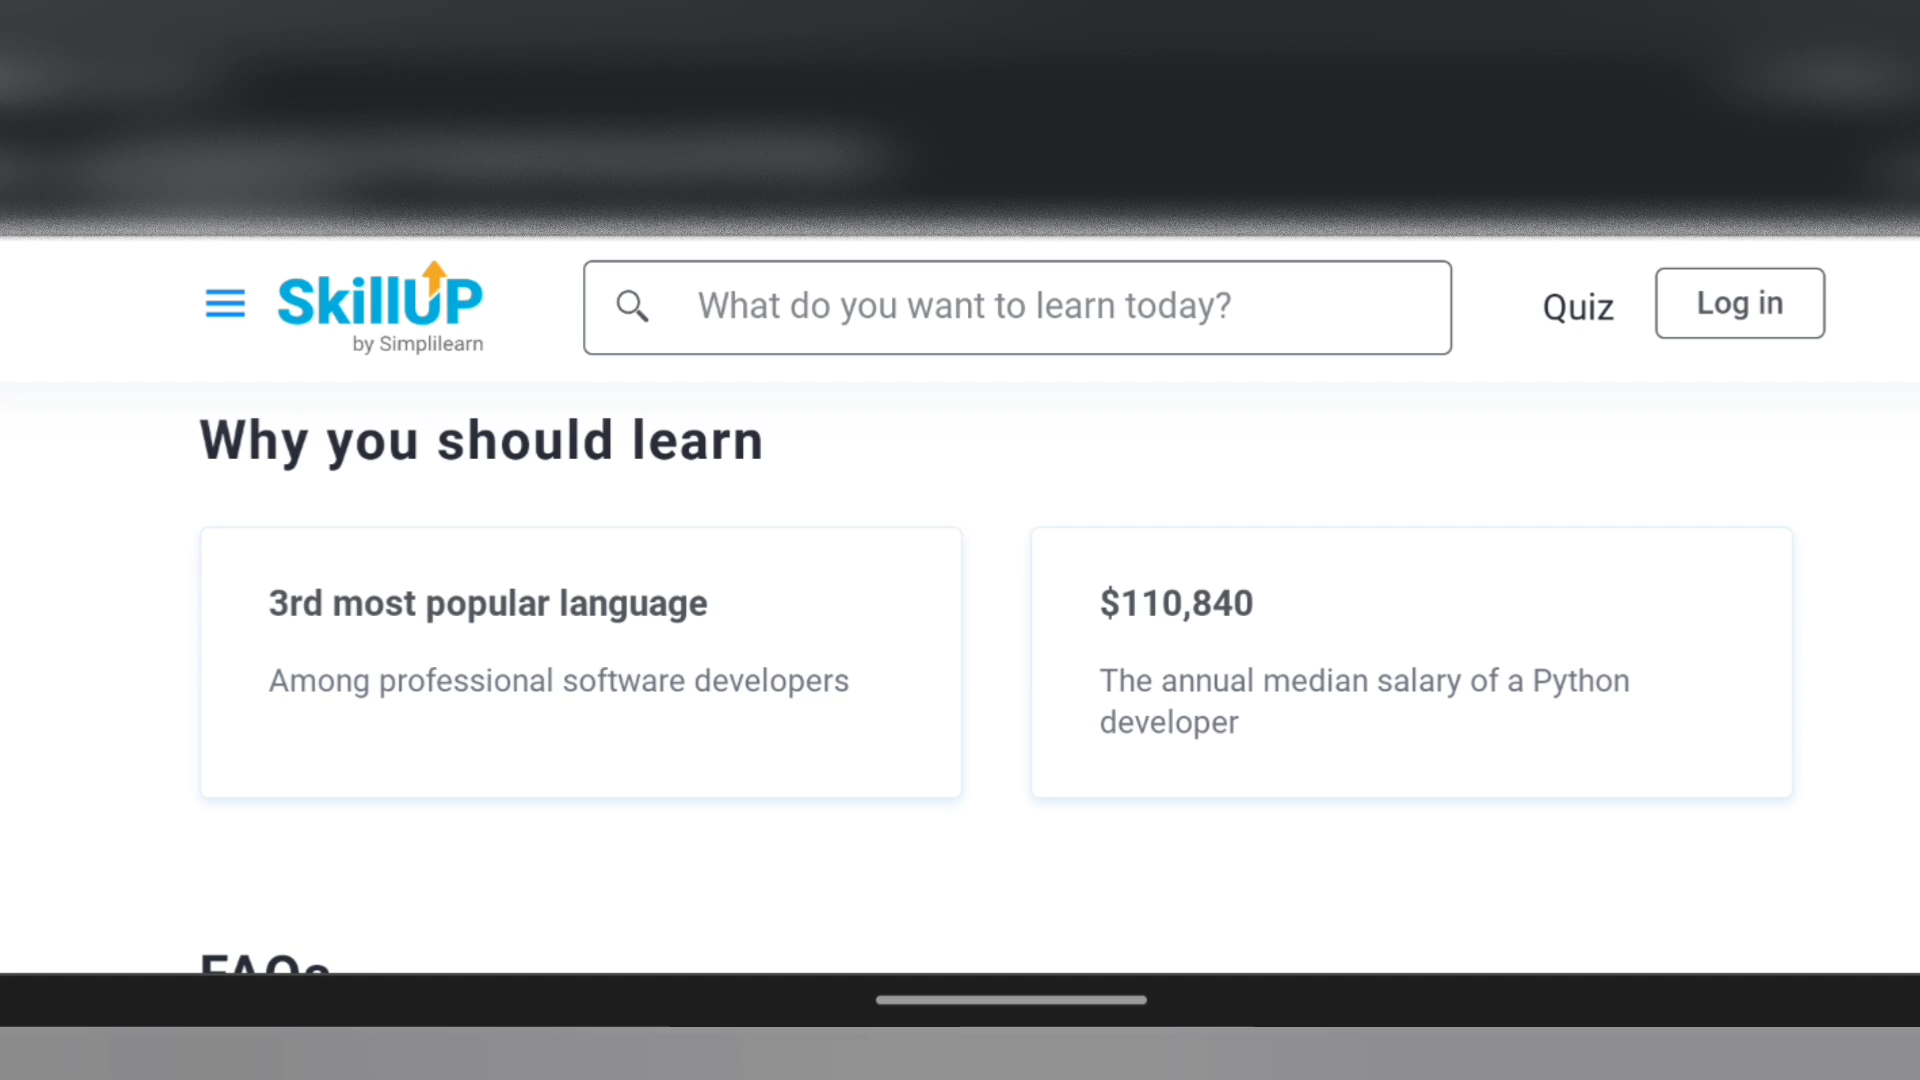 SkillUP
by Simplilearn
What do you want to learn today?
Quiz
Log in
Why you should learn
3rd most popular language
Among professional software developers
$110,840
The annual median salary of a Python
developer
FAQs